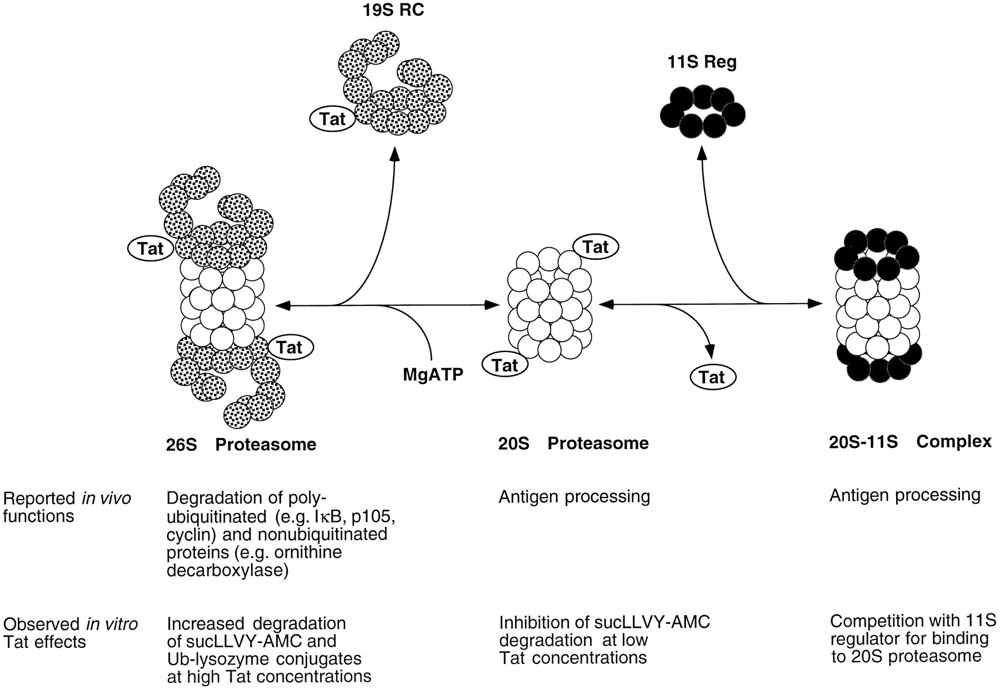 19S RC
11S Reg
Tat
Tat
Tat
Tat
Tat
MgATP
Tat
26S Proteasome
20S Proteasome
20S-11S Complex
Reported in vivo
functions
Degradation of poly-
ubiquitinated (e.g. IκB, p105,
cyclin) and nonubiquitinated
proteins (e.g. ornithine
decarboxylase)
Antigen processing
Antigen processing
Observed in vitro
Tat effects
Increased degradation
of sucLLVY-AMC and
Ub-lysozyme conjugates
at high Tat concentrations
Inhibition of sucLLVY-AMC
degradation at low
Tat concentrations
Competition with 11S
regulator for binding
to 20S proteasome